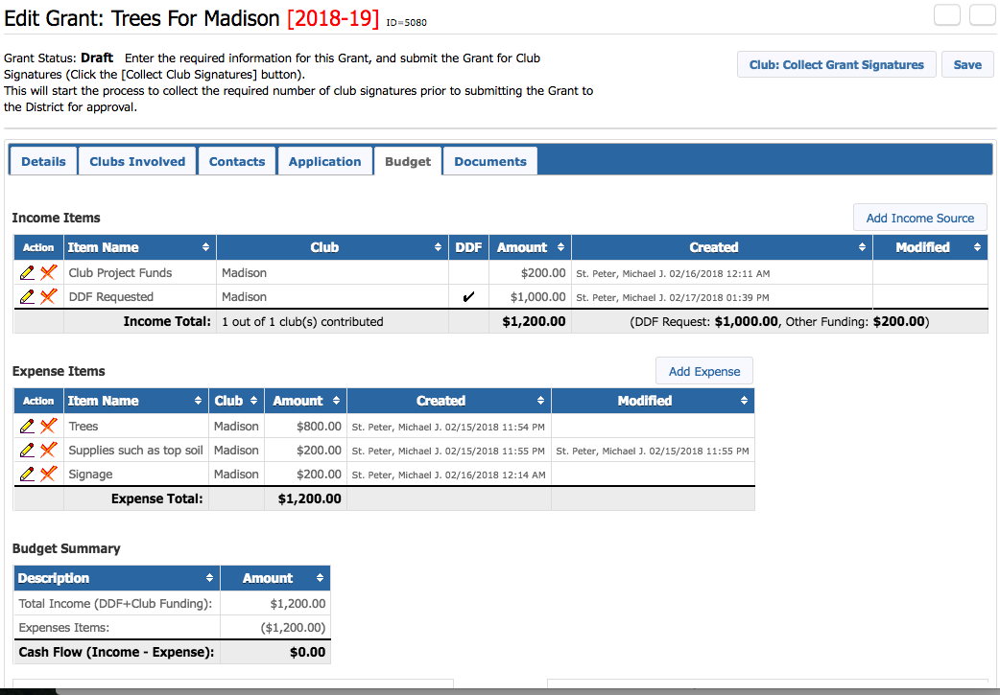 Edit Grant: Trees For Madison [2018-19] ID=5080
Grant Status: Draft Enter the required information for this Grant, and submit the Grant for Club
Signatures (Click the [Collect Club Signatures] button).
This will start the process to collect the required number of club signatures prior to submitting the Grant to
the District for approval.
Club: Collect Grant Signatures Save
Details Clubs Involved Contacts Application Budget Documents
Income Items Add Income Source
Action Item Name Club DDF Amount Created Modified
Club Project Funds Madison $200.00 St. Peter, Michael J. 02/16/2018 12:11 AM
DDF Requested Madison ✔ $1,000.00 St. Peter, Michael J. 02/17/2018 01:39 PM
Income Total: 1 out of 1 club(s) contributed $1,200.00 (DDF Request: $1,000.00, Other Funding: $200.00)
Expense Items Add Expense
Action Item Name Club Amount Created Modified
Trees Madison $800.00 St. Peter, Michael J. 02/15/2018 11:54 PM
Supplies such as top soil Madison $200.00 St. Peter, Michael J. 02/15/2018 11:55 PM St. Peter, Michael J. 02/15/2018 11:55 PM
Signage Madison $200.00 St. Peter, Michael J. 02/16/2018 12:14 AM
Expense Total: $1,200.00
Budget Summary
Description Amount
Total Income (DDF+Club Funding): $1,200.00
Expenses Items: ($1,200.00)
Cash Flow (Income - Expense): $0.00